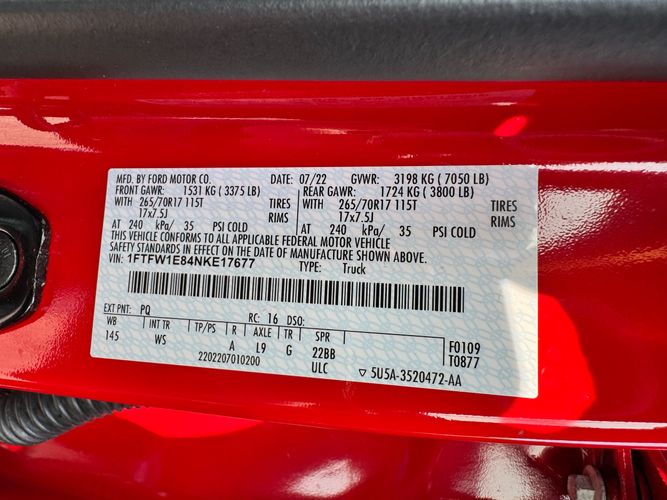 MFD. BY FORD MOTOR CO. DATE: 07/22 GVWR: 3198 KG ( 7050 LB)
FRONT GAWR: 1531 KG ( 3375 LB) REAR GAWR: 1724 KG ( 3800 LB)
WITH 265/70R17 115T TIRES WITH 265/70R17 115T TIRES
17x7.5J RIMS 17x7.5J RIMS
AT 240 kPa/ 35 PSI COLD AT 240 kPa/ 35 PSI COLD
THIS VEHICLE CONFORMS TO ALL APPLICABLE FEDERAL MOTOR VEHICLE
SAFETY STANDARDS IN EFFECT ON THE DATE OF MANUFACTURE SHOWN ABOVE.
VIN: 1FTFW1E84NKE17677 TYPE: Truck
EXT PNT: PQ RC: 16 DSO:
WB INT TR TP/PS R AXLE TR SPR
145 WS A L9 G 22BB
2202207010200 ULC
F0109
T0877
▽ 5U5A-3520472-AA